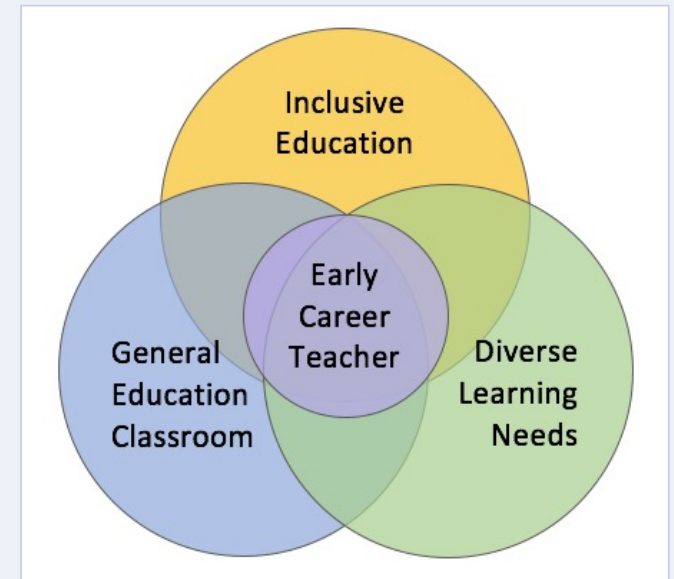 Inclusive
Education
Early
Career
Teacher
General
Education
Classroom
Diverse
Learning
Needs